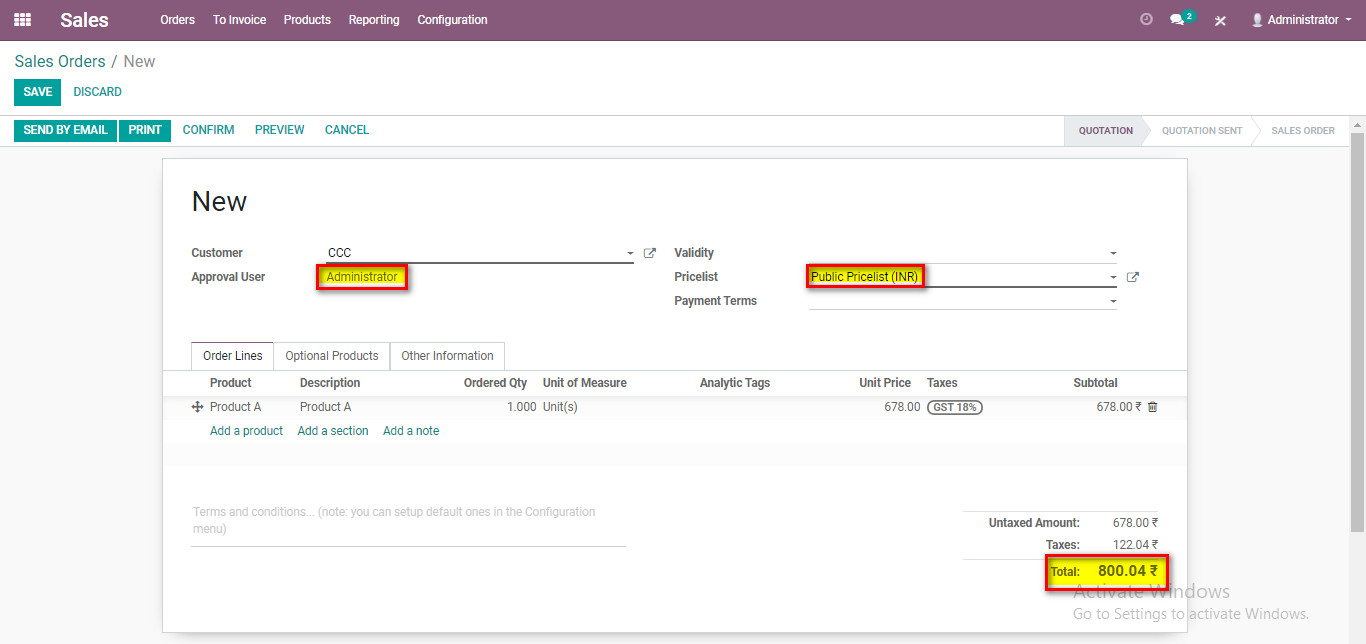 Sales Orders To Invoice Products Reporting Configuration 2 Administrator
Sales Orders / New
SAVE DISCARD
SEND BY EMAIL PRINT CONFIRM PREVIEW CANCEL QUOTATION QUOTATION SENT SALES ORDER
New
Customer CCC Validity
Approval User Administrator Pricelist Public Pricelist (INR)
Payment Terms
Order Lines Optional Products Other Information
Product Description Ordered Qty Unit of Measure Analytic Tags Unit Price Taxes Subtotal
Product A Product A 1.000 Unit(s) 678.00 GST 18% 678.00 ₹
Add a product Add a section Add a note
Terms and conditions... (note: you can setup default ones in the Configuration
menu)
Untaxed Amount: 678.00 ₹
Taxes: 122.04 ₹
Total: 800.04 ₹
Activate Windows
Go to Settings to activate Windows.